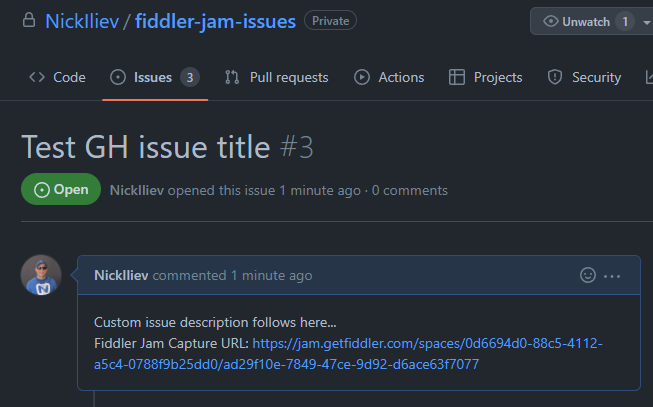 NickIliev / fiddler-jam-issues Private Unwatch 1
Code Issues 3 Pull requests Actions Projects Security
Test GH issue title #3
Open NickIliev opened this issue 1 minute ago · 0 comments
NickIliev commented 1 minute ago
Custom issue description follows here...
Fiddler Jam Capture URL: https://jam.getfiddler.com/spaces/0d6694d0-88c5-4112-
a5c4-0788f9b25dd0/ad29f10e-7849-47ce-9d92-d6ace63f7077